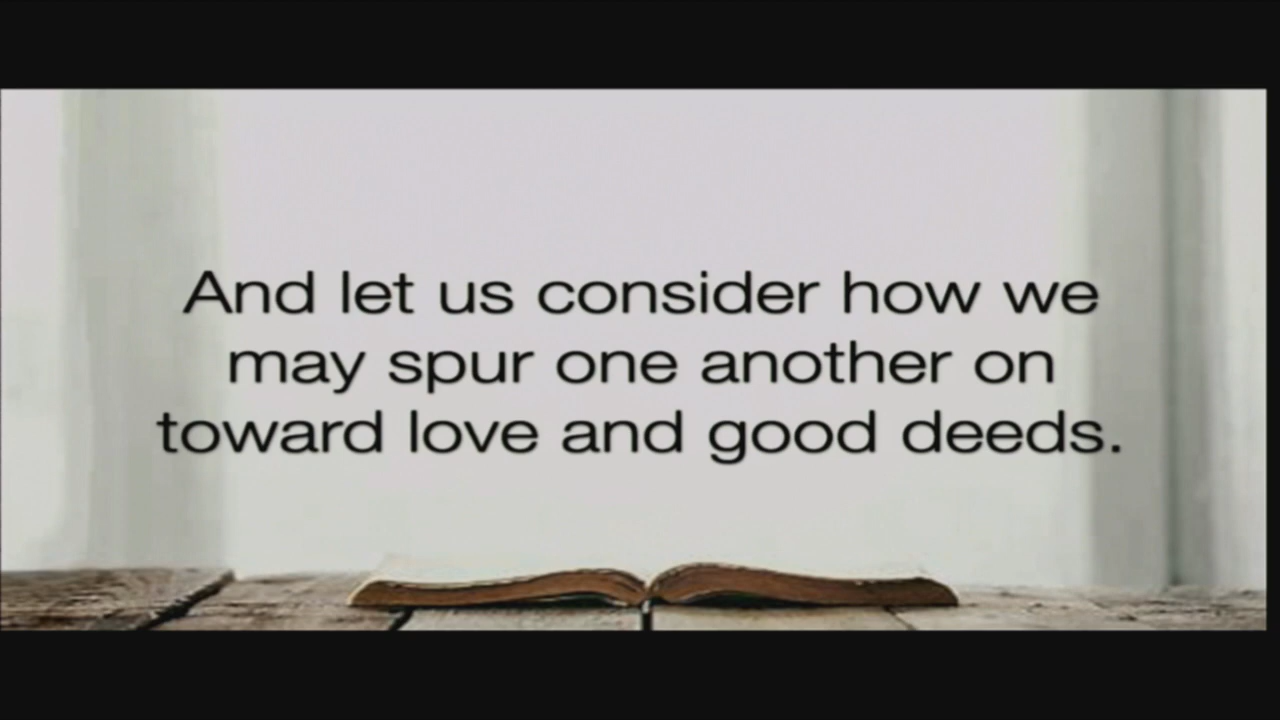 And let us consider how we
may spur one another on
toward love and good deeds.